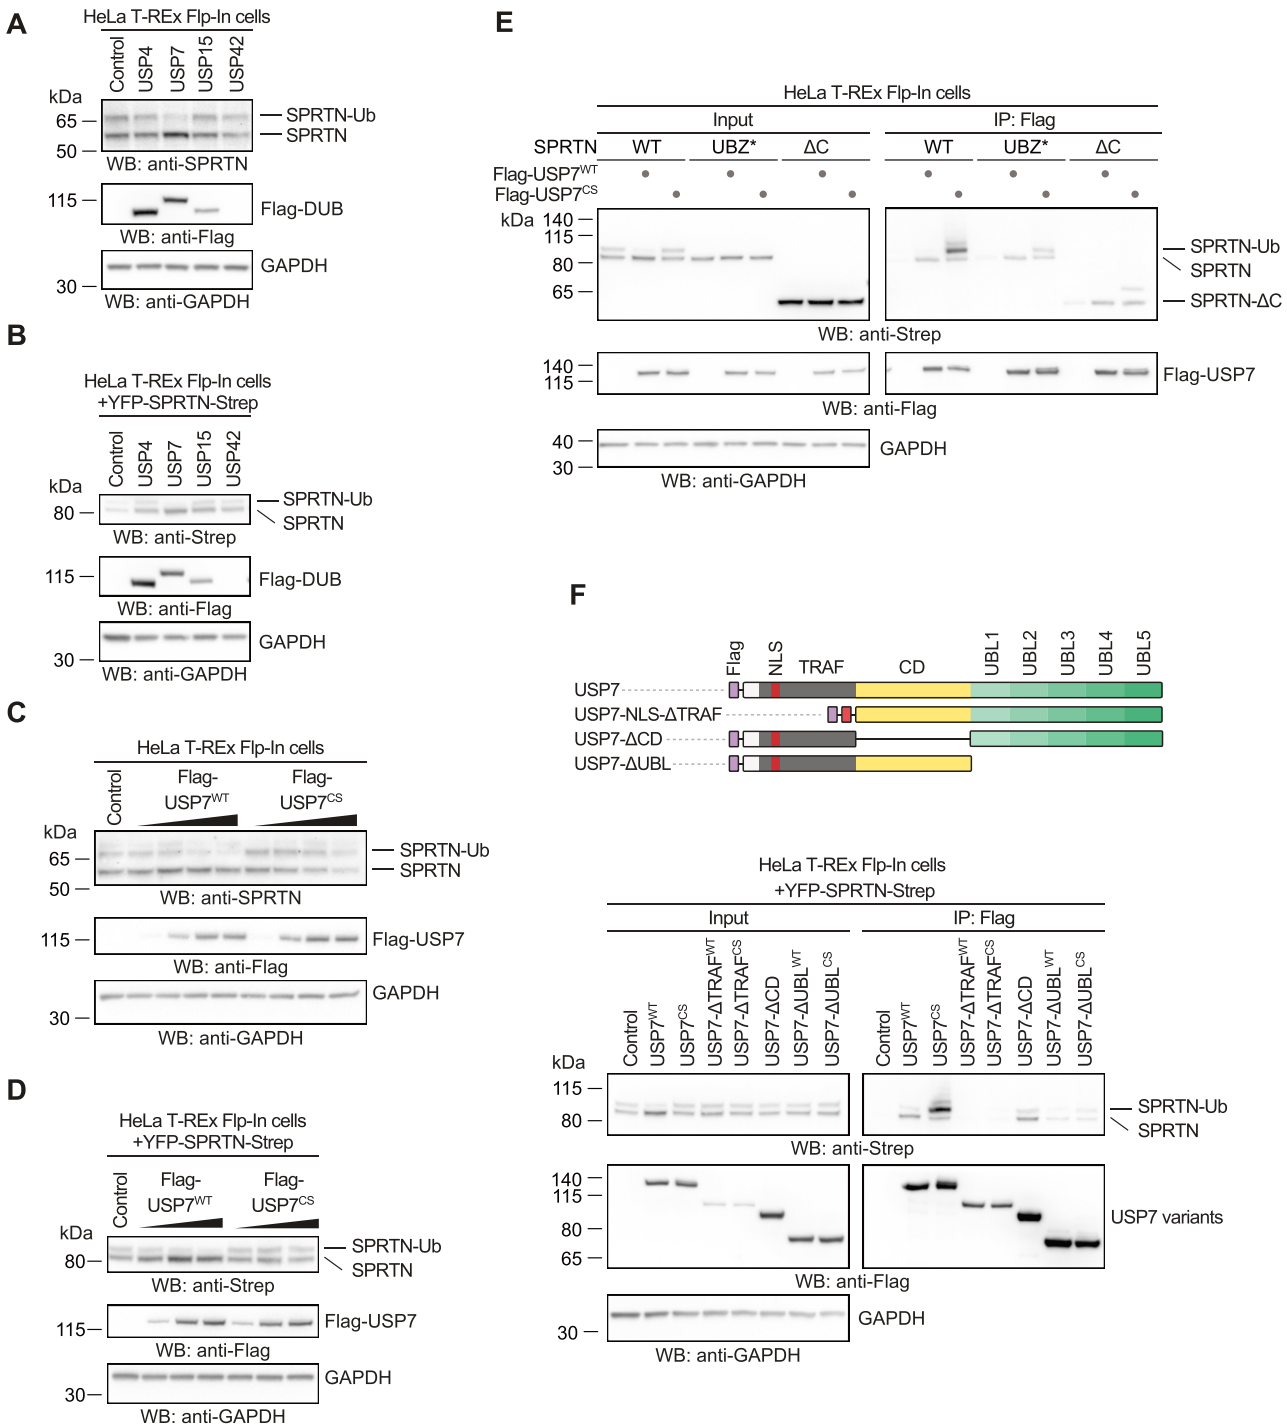 A
HeLa T-REx Flp-In cells
Control
USP4
USP7
USP15
USP42
kDa
65
50
SPRTN-Ub
SPRTN
WB: anti-SPRTN
115
Flag-DUB
WB: anti-Flag
GAPDH
30
WB: anti-GAPDH
B
HeLa T-REx Flp-In cells
+YFP-SPRTN-Strep
Control
USP4
USP7
USP15
USP42
kDa
80
SPRTN-Ub
SPRTN
WB: anti-Strep
115
Flag-DUB
WB: anti-Flag
GAPDH
30
WB: anti-GAPDH
C
HeLa T-REx Flp-In cells
Control
Flag-
USP7WT
Flag-
USP7CS
kDa
65
50
SPRTN-Ub
SPRTN
WB: anti-SPRTN
115
Flag-USP7
WB: anti-Flag
GAPDH
30
WB: anti-GAPDH
D
HeLa T-REx Flp-In cells
+YFP-SPRTN-Strep
Control
Flag-
USP7WT
Flag-
USP7CS
kDa
80
SPRTN-Ub
SPRTN
WB: anti-Strep
115
Flag-USP7
WB: anti-Flag
GAPDH
30
WB: anti-GAPDH
E
HeLa T-REx Flp-In cells
Input IP: Flag
SPRTN WT UBZ* ΔC WT UBZ* ΔC
Flag-USP7WT
Flag-USP7CS
kDa
140
115
80
65
SPRTN-Ub
SPRTN
SPRTN-ΔC
WB: anti-Strep
140
115
Flag-USP7
WB: anti-Flag
40
30
GAPDH
WB: anti-GAPDH
F
Flag
NLS
TRAF
CD
UBL1
UBL2
UBL3
UBL4
UBL5
USP7
USP7-NLS-ΔTRAF
USP7-ΔCD
USP7-ΔUBL
HeLa T-REx Flp-In cells
+YFP-SPRTN-Strep
Input IP: Flag
Control
USP7WT
USP7CS
USP7-ΔTRAFWT
USP7-ΔTRAFCS
USP7-ΔCD
USP7-ΔUBLWT
USP7-ΔUBLCS
Control
USP7WT
USP7CS
USP7-ΔTRAFWT
USP7-ΔTRAFCS
USP7-ΔCD
USP7-ΔUBLWT
USP7-ΔUBLCS
kDa
115
80
SPRTN-Ub
SPRTN
WB: anti-Strep
140
115
80
65
USP7 variants
WB: anti-Flag
GAPDH
30
WB: anti-GAPDH